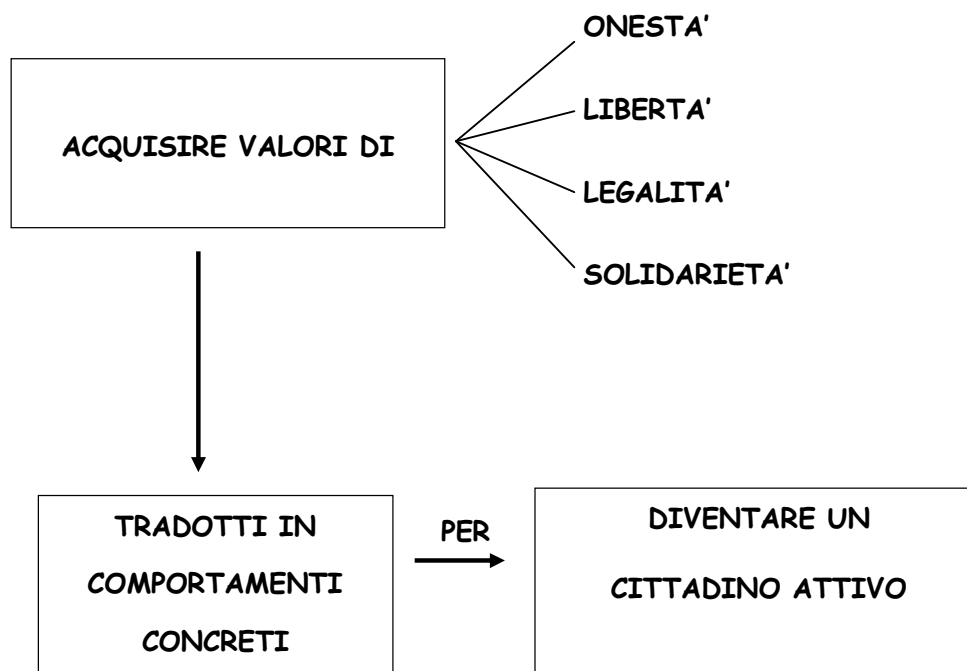 ONESTA'
LIBERTA'
ACQUISIRE VALORI DI
LEGALITA'
SOLIDARIETA'
TRADOTTI IN
COMPORTAMENTI
CONCRETI
PER
DIVENTARE UN
CITTADINO ATTIVO